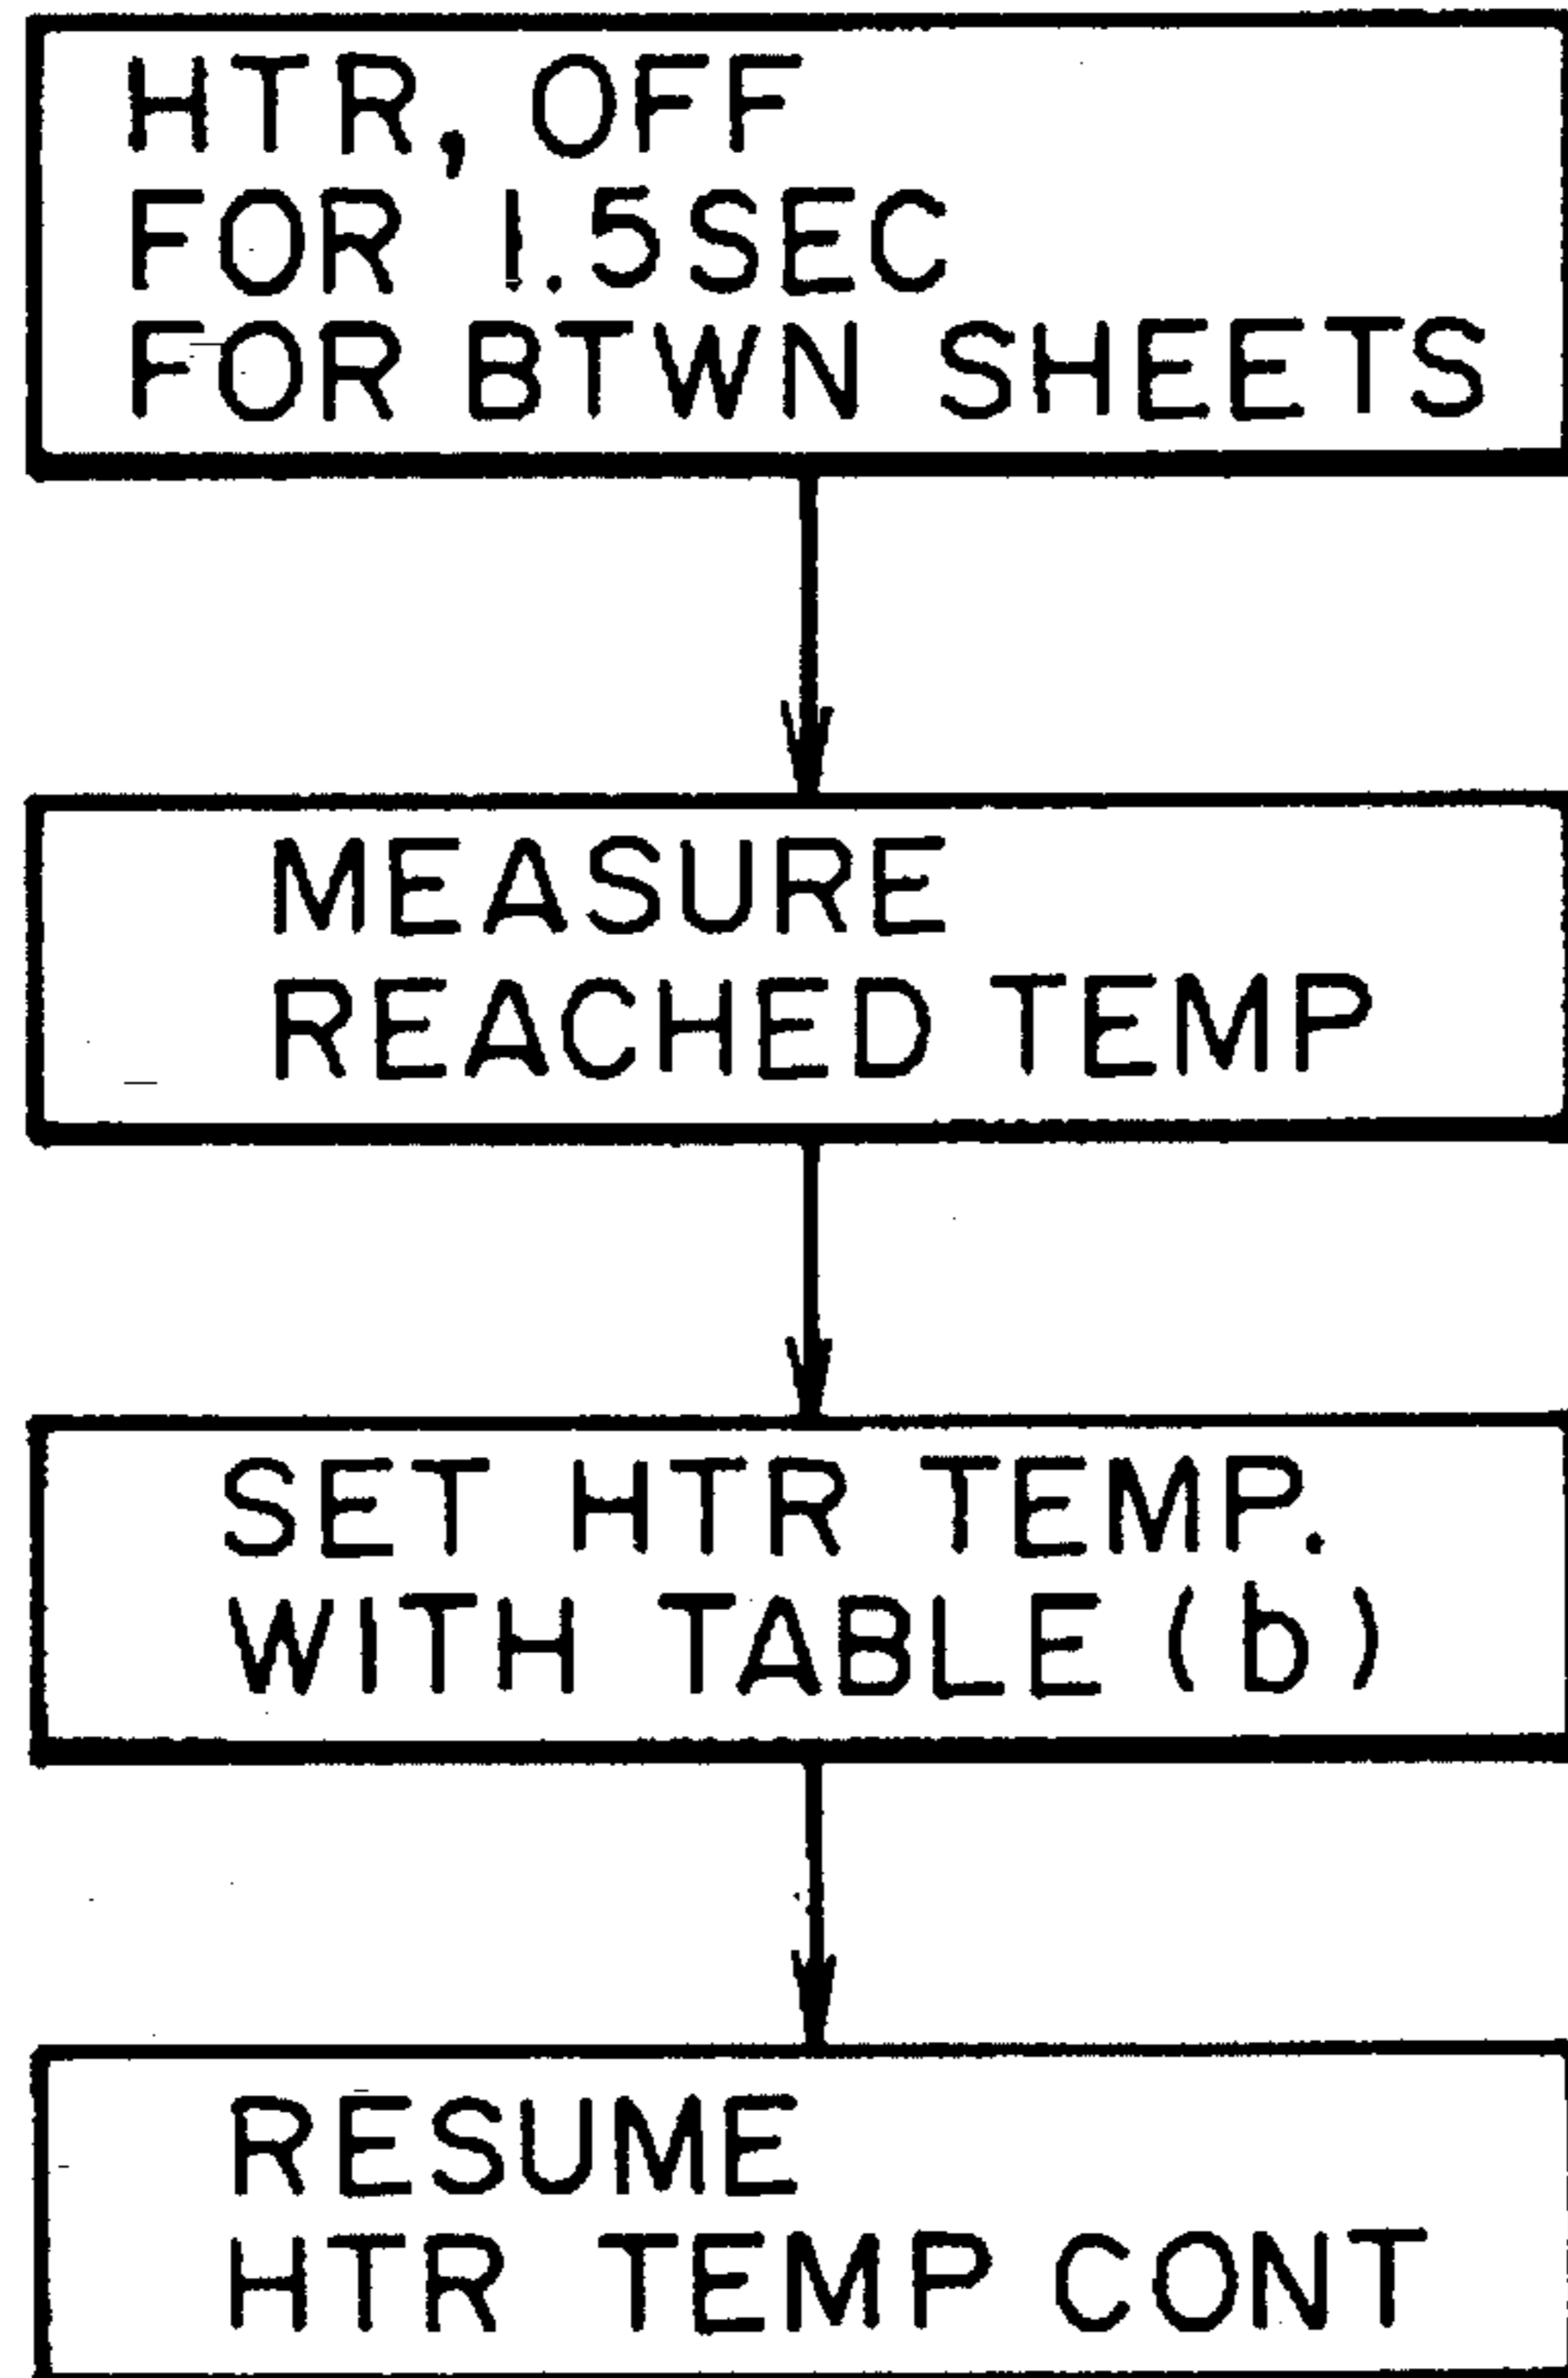 HTR, OFF
FOR 1.5SEC
FOR BTWN SHEETS
MEASURE
REACHED TEMP
SET HTR TEMP.
WITH TABLE (b)
RESUME
HTR TEMP CONT